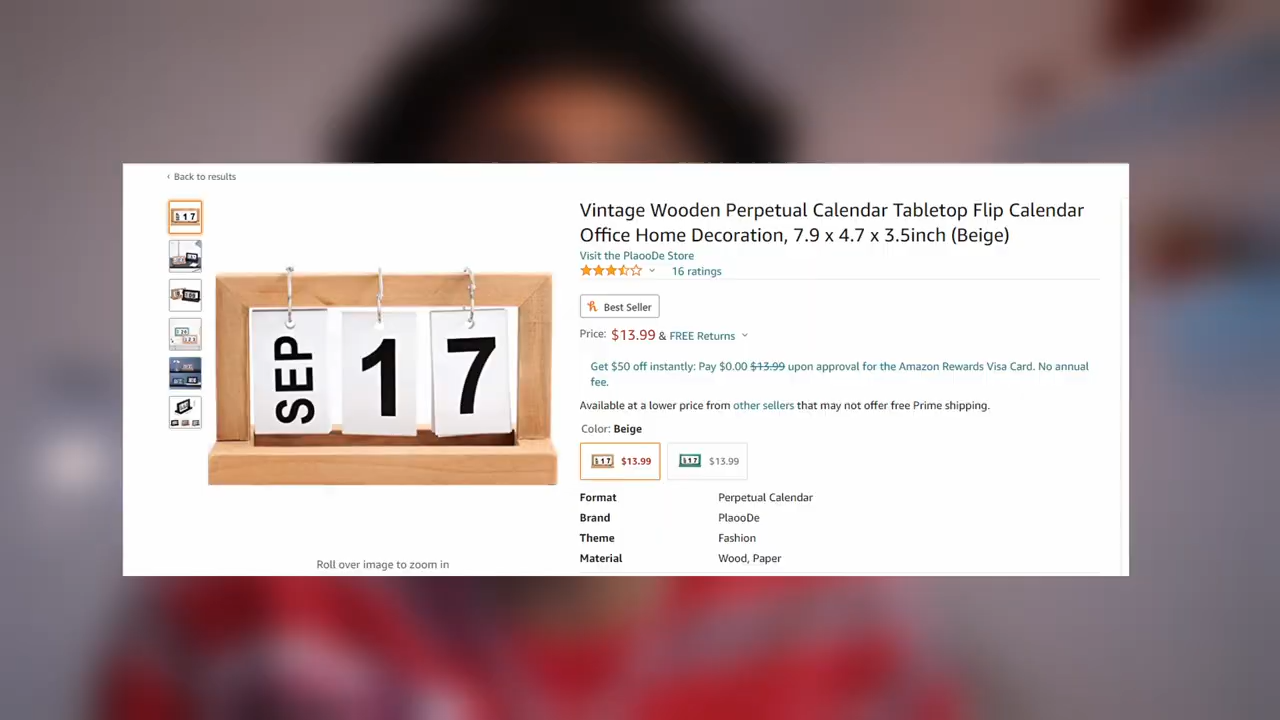 ‹ Back to results
Vintage Wooden Perpetual Calendar Tabletop Flip Calendar
Office Home Decoration, 7.9 x 4.7 x 3.5inch (Beige)
Visit the PlaooDe Store
16 ratings
Best Seller
Price: $13.99 & FREE Returns
Get $50 off instantly: Pay $0.00 $13.99 upon approval for the Amazon Rewards Visa Card. No annual
fee.
Available at a lower price from other sellers that may not offer free Prime shipping.
Color: Beige
$13.99 $13.99
Format Perpetual Calendar
Brand PlaooDe
Theme Fashion
Material Wood, Paper
SEP 17
Roll over image to zoom in